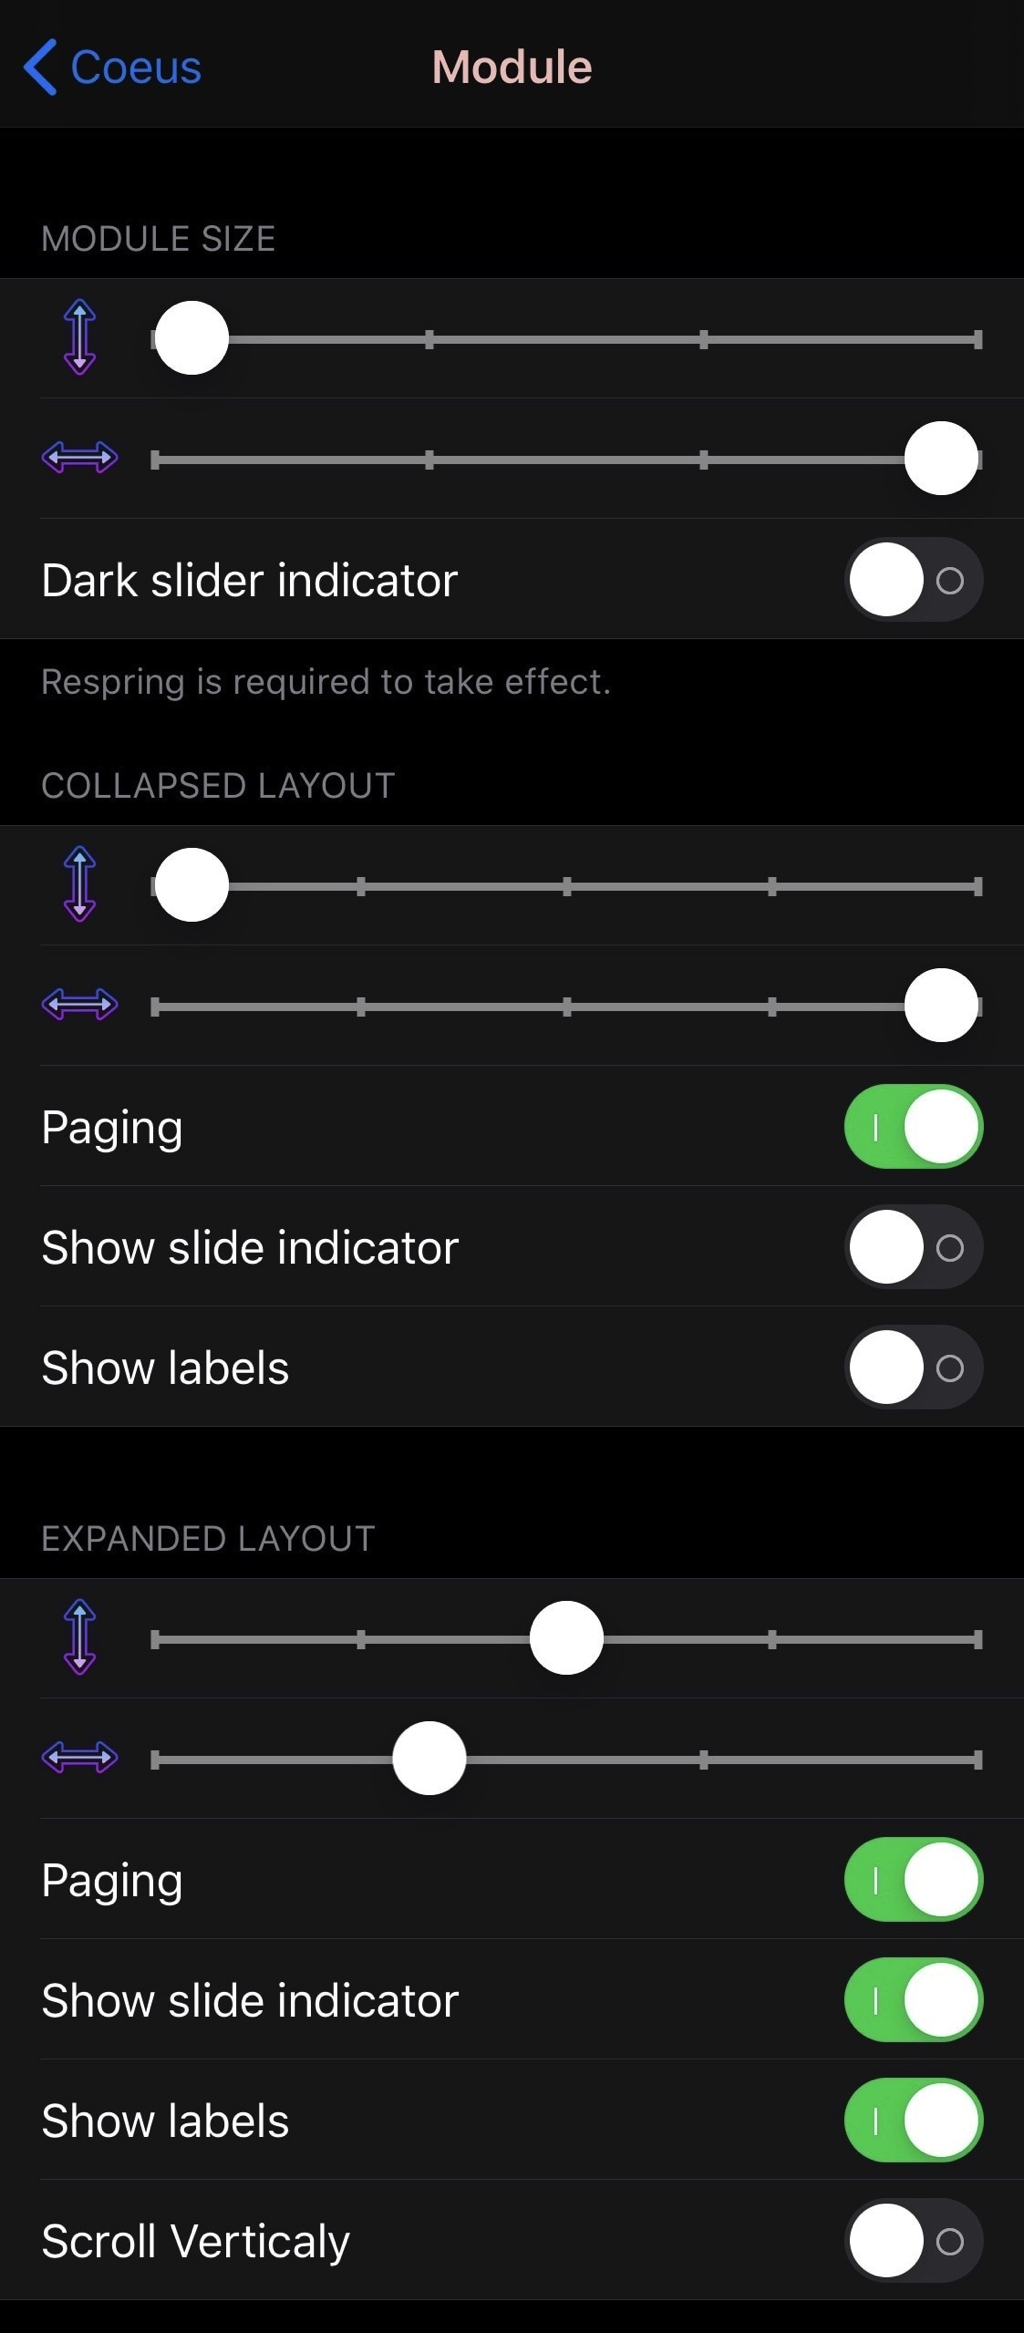 Coeus
Module
MODULE SIZE
Dark slider indicator
Respring is required to take effect.
COLLAPSED LAYOUT
Paging
Show slide indicator
Show labels
EXPANDED LAYOUT
Paging
Show slide indicator
Show labels
Scroll Verticaly